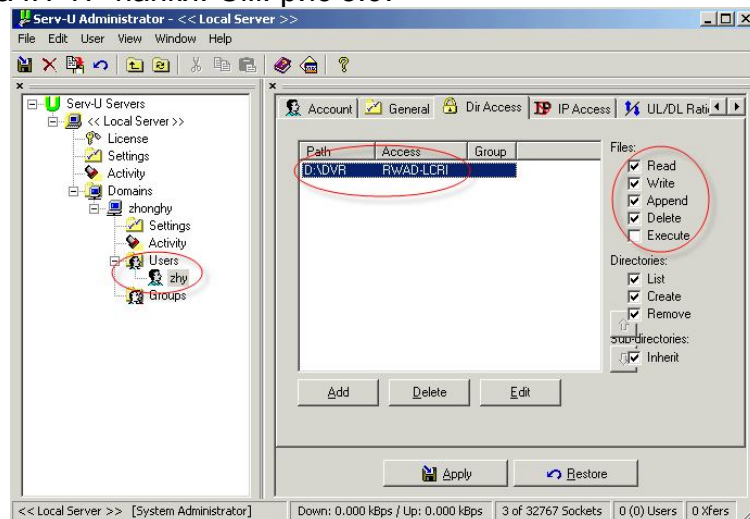 Serv-U Administrator - << Local Server >>
File Edit User View Window Help
Serv-U Servers
<< Local Server >>
License
Settings
Activity
Domains
zhonghy
Settings
Activity
Users
zhy
Groups
Account General Dir Access IP Access UL/DL
Path Access Group
D:\DVR RWAD-LCRI
Files:
Read
Write
Append
Delete
Execute
Directories:
List
Create
Remove
Sub-directories:
Inherit
Add Delete Edit
Apply Restore
<< Local Server >> [System Administrator] Down: 0.000 kBps / Up: 0.000 kBps 3 of 32767 Sockets 0 (0) Users 0 Xfers